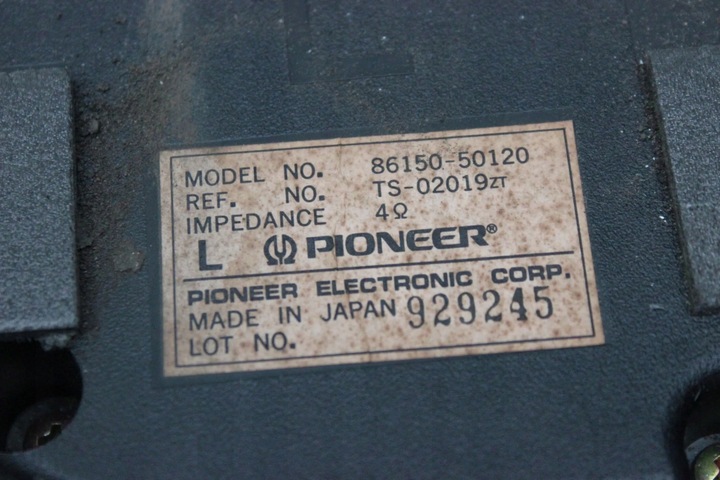 MODEL NO. 86150-50120
REF. NO. TS-02019ZT
IMPEDANCE 4Ω
L PIONEER®
PIONEER ELECTRONIC CORP.
MADE IN JAPAN 929245
LOT NO.